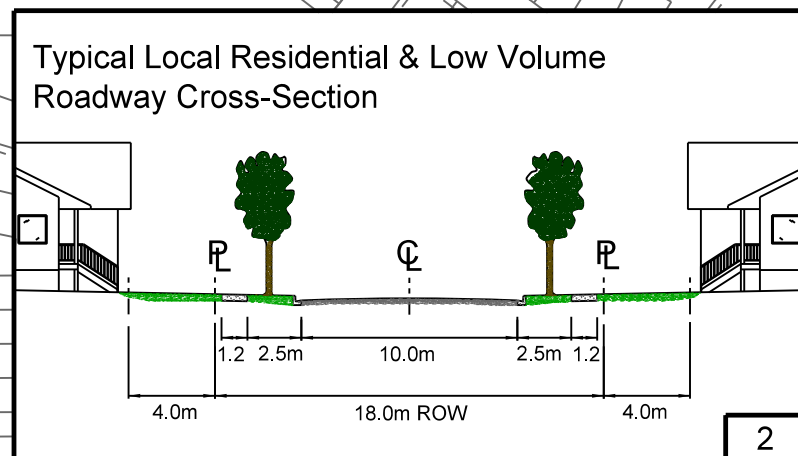 Typical Local Residential & Low Volume
Roadway Cross-Section
PL CL PL
1.2 2.5m 10.0m 2.5m 1.2
4.0m 18.0m ROW 4.0m
2